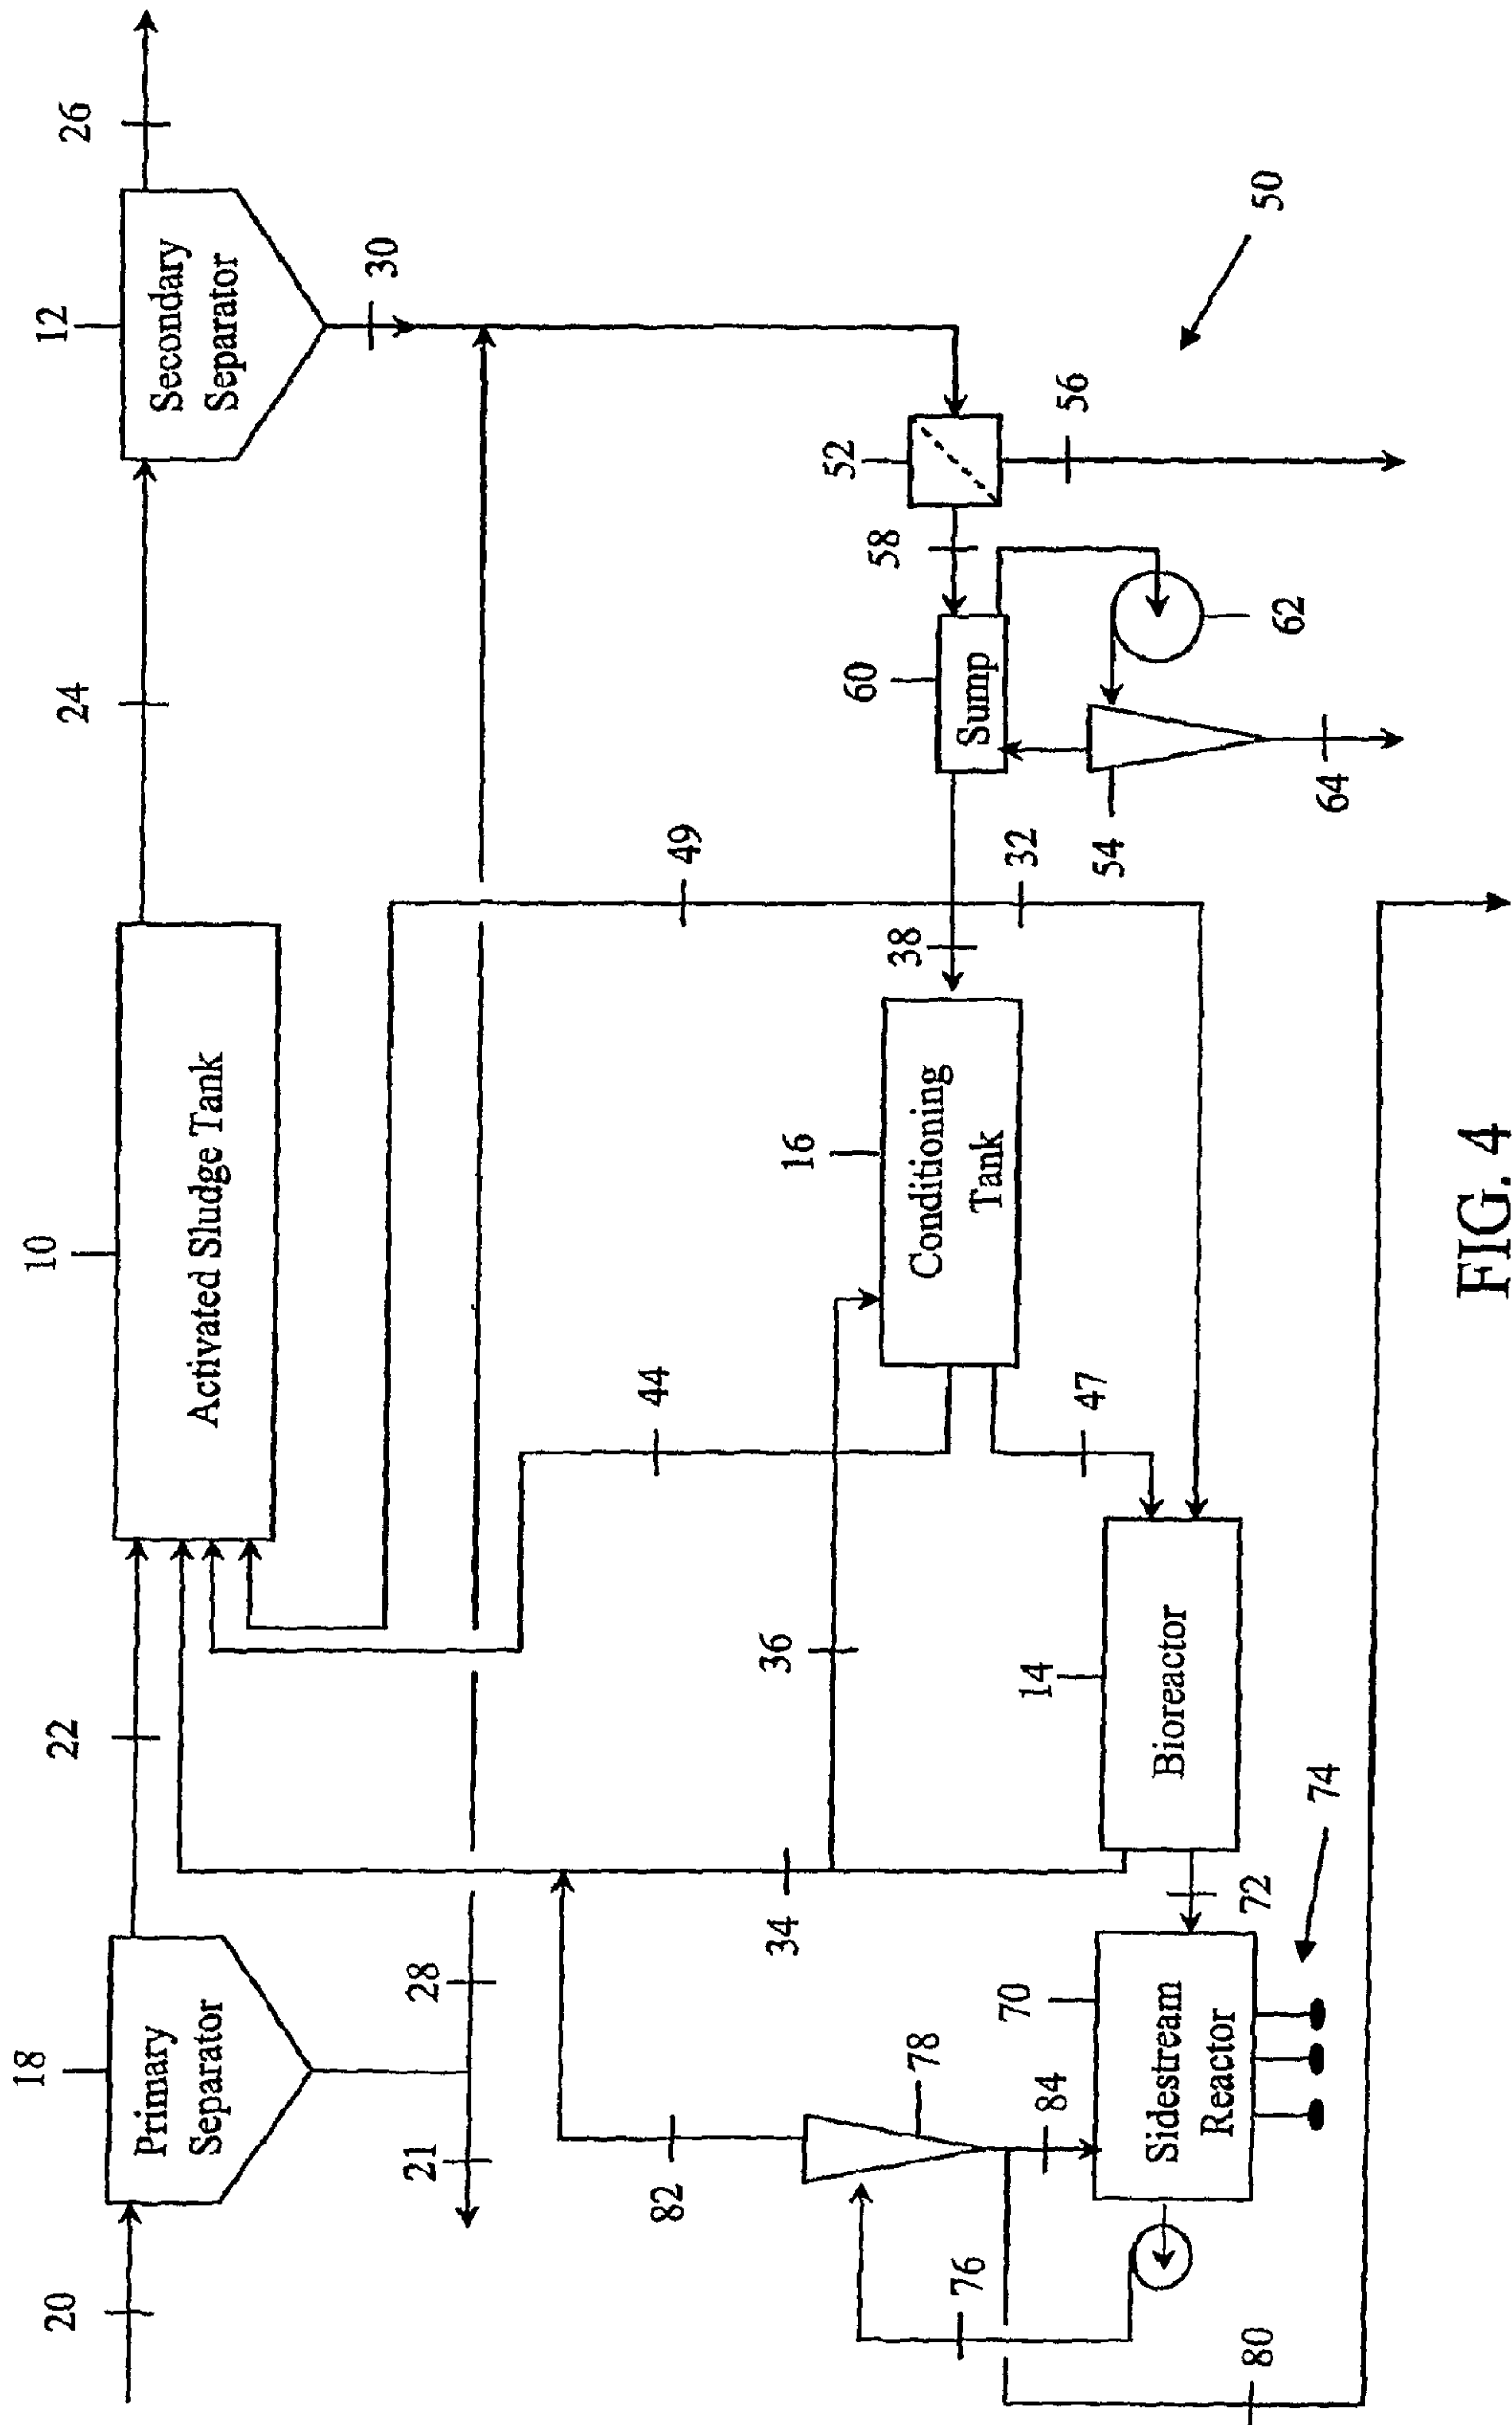 12
26
Secondary
Separator
30
24
10
Activated Sludge Tank
22
18
Primary
Separator
20
21
28
49
44
50
52
56
58
60
Sump
62
54
64
32
38
16
Conditioning
Tank
36
47
34
14
Bioreactor
72
74
70
Sidestream
Reactor
78
84
82
76
80
FIG. 4